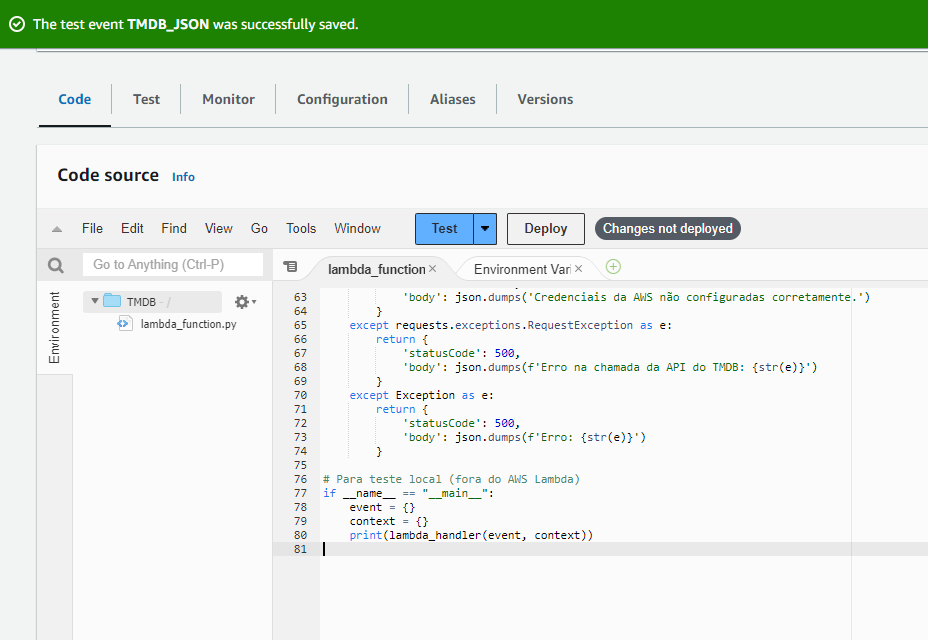 The test event TMDB_JSON was successfully saved.
Code Test Monitor Configuration Aliases Versions
Code source Info
File Edit Find View Go Tools Window Test Deploy Changes not deployed
Go to Anything (Ctrl-P)
lambda_function
Environment Vari
Environment
TMDB - /
lambda_function.py
63 'body': json.dumps('Credenciais da AWS não configuradas corretamente.')
64 }
65 except requests.exceptions.RequestException as e:
66 return {
67 'statusCode': 500,
68 'body': json.dumps(f'Erro na chamada da API do TMDB: {str(e)}')
69 }
70 except Exception as e:
71 return {
72 'statusCode': 500,
73 'body': json.dumps(f'Erro: {str(e)}')
74 }
75
76 # Para teste local (fora do AWS Lambda)
77 if __name__ == "__main__":
78 event = {}
79 context = {}
80 print(lambda_handler(event, context))
81